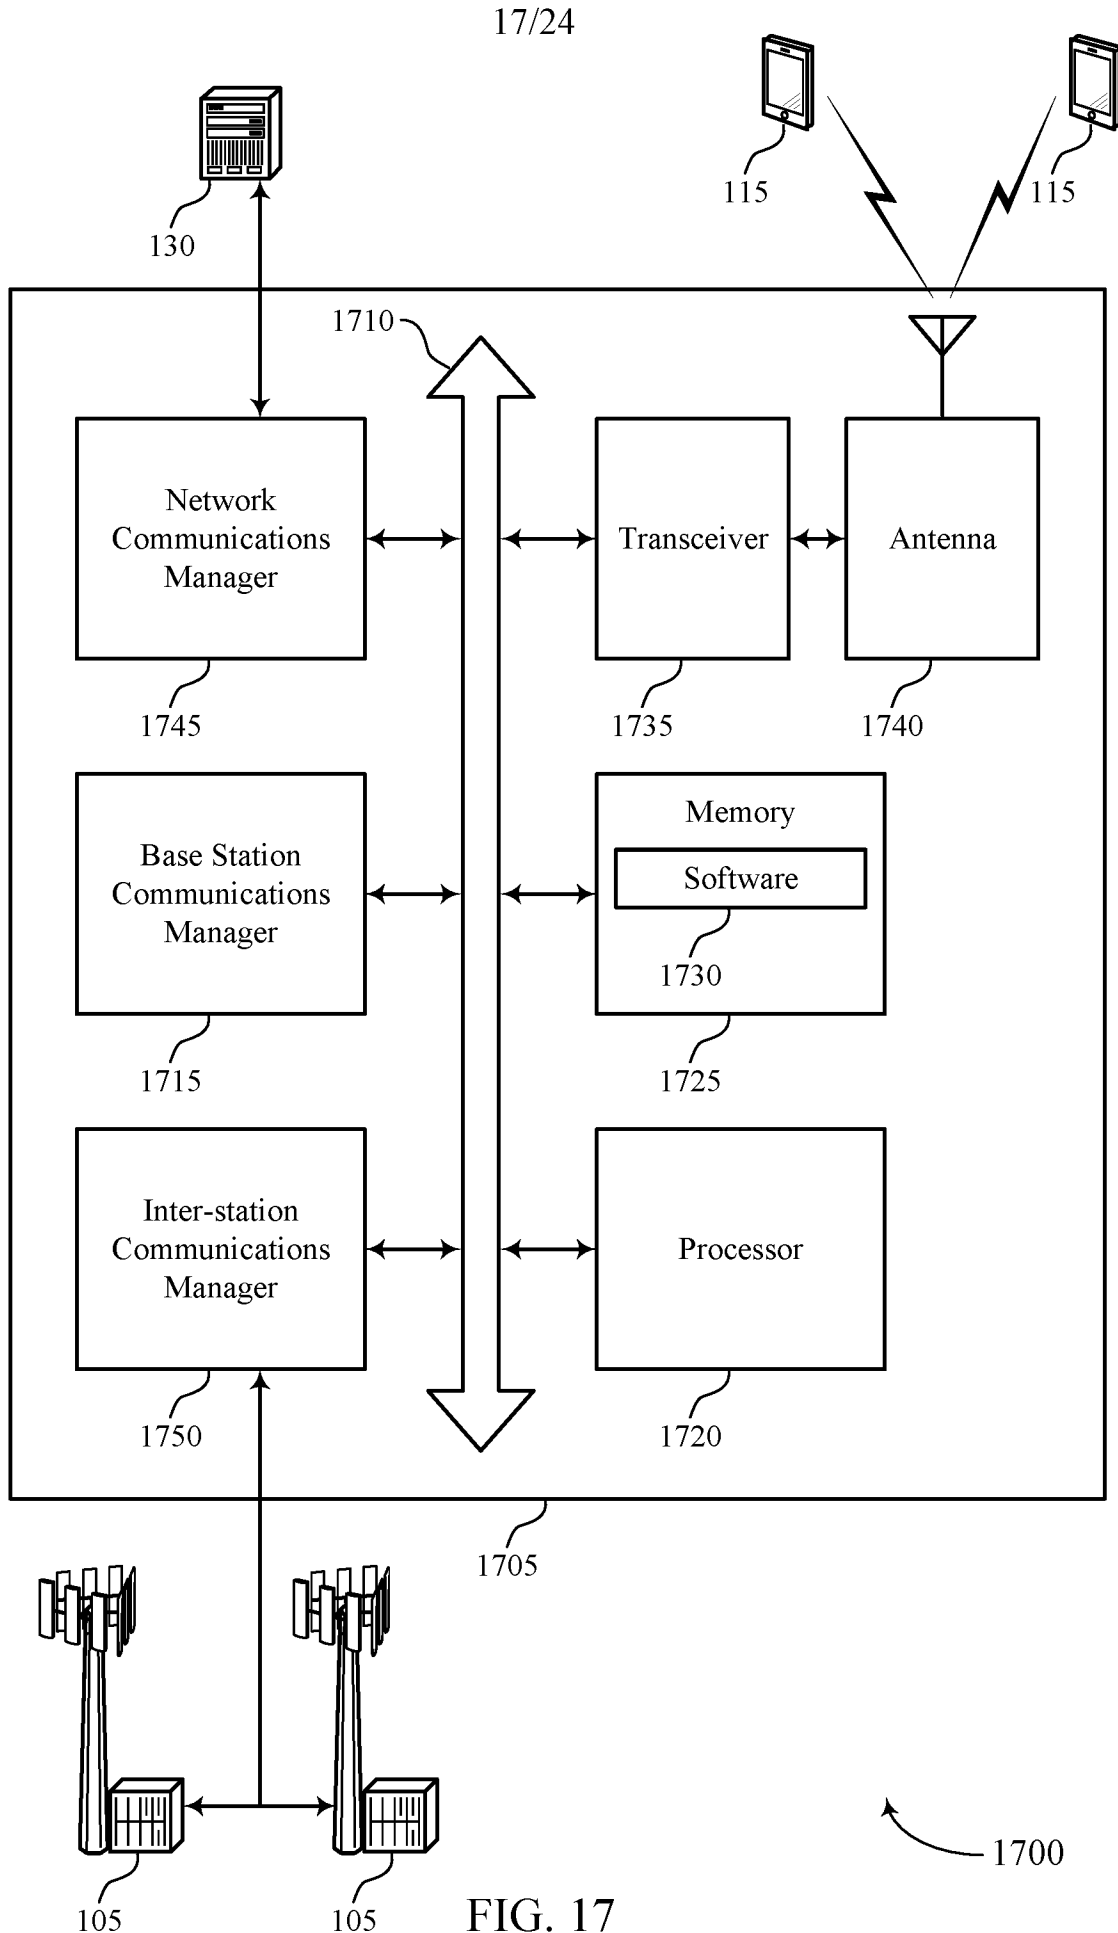 17/24
130
115
115
1710
Network
Communications
Manager
1745
Transceiver
1735
Antenna
1740
Base Station
Communications
Manager
1715
Memory
Software
1730
1725
Inter-station
Communications
Manager
1750
Processor
1720
1705
105
105
1700
FIG. 17